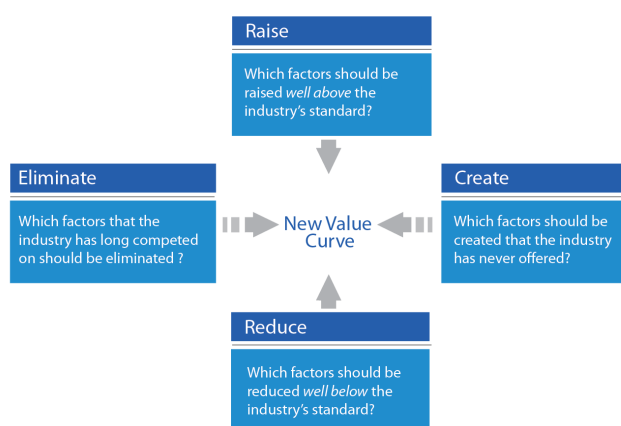 Raise
Which factors should be
raised well above the
industry's standard?
Eliminate
Which factors that the
industry has long competed
on should be eliminated ?
New Value
Curve
Create
Which factors should be
created that the industry
has never offered?
Reduce
Which factors should be
reduced well below the
industry's standard?